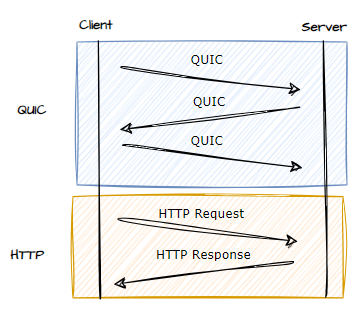 Client
Server
QUIC
QUIC
QUIC
QUIC
HTTP Request
HTTP
HTTP Response